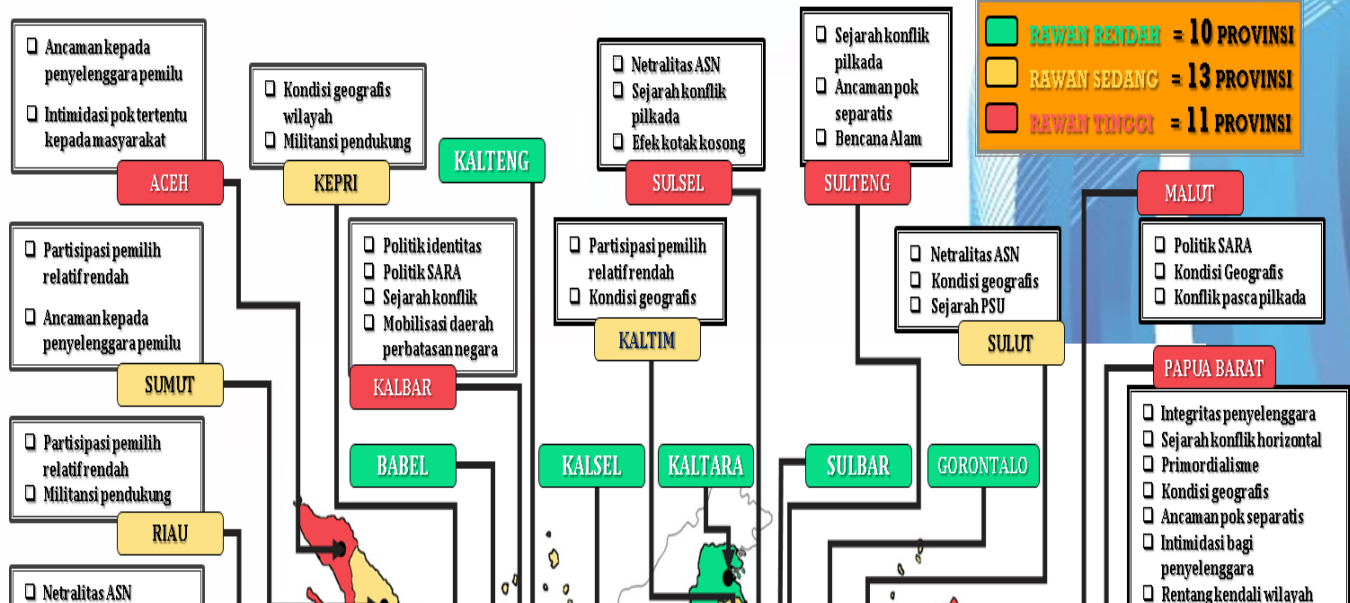 Ancaman kepada
penyelenggara pemilu
Intimidasi pok tertentu
kepada masyarakat
ACEH
Kondisi geografis
wilayah
Militansi pendukung
KEPRI
KALTENG
Netralitas ASN
Sejarah konflik
pilkada
Efek kotak kosong
SULSEL
Sejarah konflik
pilkada
Ancaman pok
separatis
Bencana Alam
SULTENG
RAWAN RENDAH = 10 PROVINSI
RAWAN SEDANG = 13 PROVINSI
RAWAN TINGGI = 11 PROVINSI
MALUT
Politik SARA
Kondisi Geografis
Konflik pasca pilkada
Partisipasi pemilih
relatif rendah
Ancaman kepada
penyelenggara pemilu
SUMUT
Politik identitas
Politik SARA
Sejarah konflik
Mobilisasi daerah
perbatasan negara
KALBAR
Partisipasi pemilih
relatif rendah
Kondisi geografis
KALTIM
Netralitas ASN
Kondisi geografis
Sejarah PSU
SULUT
PAPUA BARAT
Integritas penyelenggara
Sejarah konflik horizontal
Primordialisme
Kondisi geografis
Ancaman pok separatis
Intimidasi bagi
penyelenggara
Rentang kendali wilayah
Partisipasi pemilih
relatif rendah
Militansi pendukung
RIAU
BABEL
KALSEL
KALTARA
SULBAR
GORONTALO
Netralitas ASN